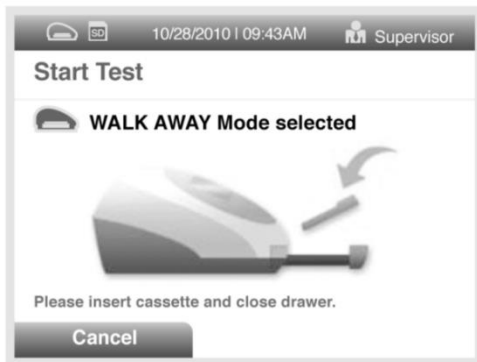 SD 10/28/2010 | 09:43AM Supervisor
Start Test
WALK AWAY Mode selected
Please insert cassette and close drawer.
Cancel